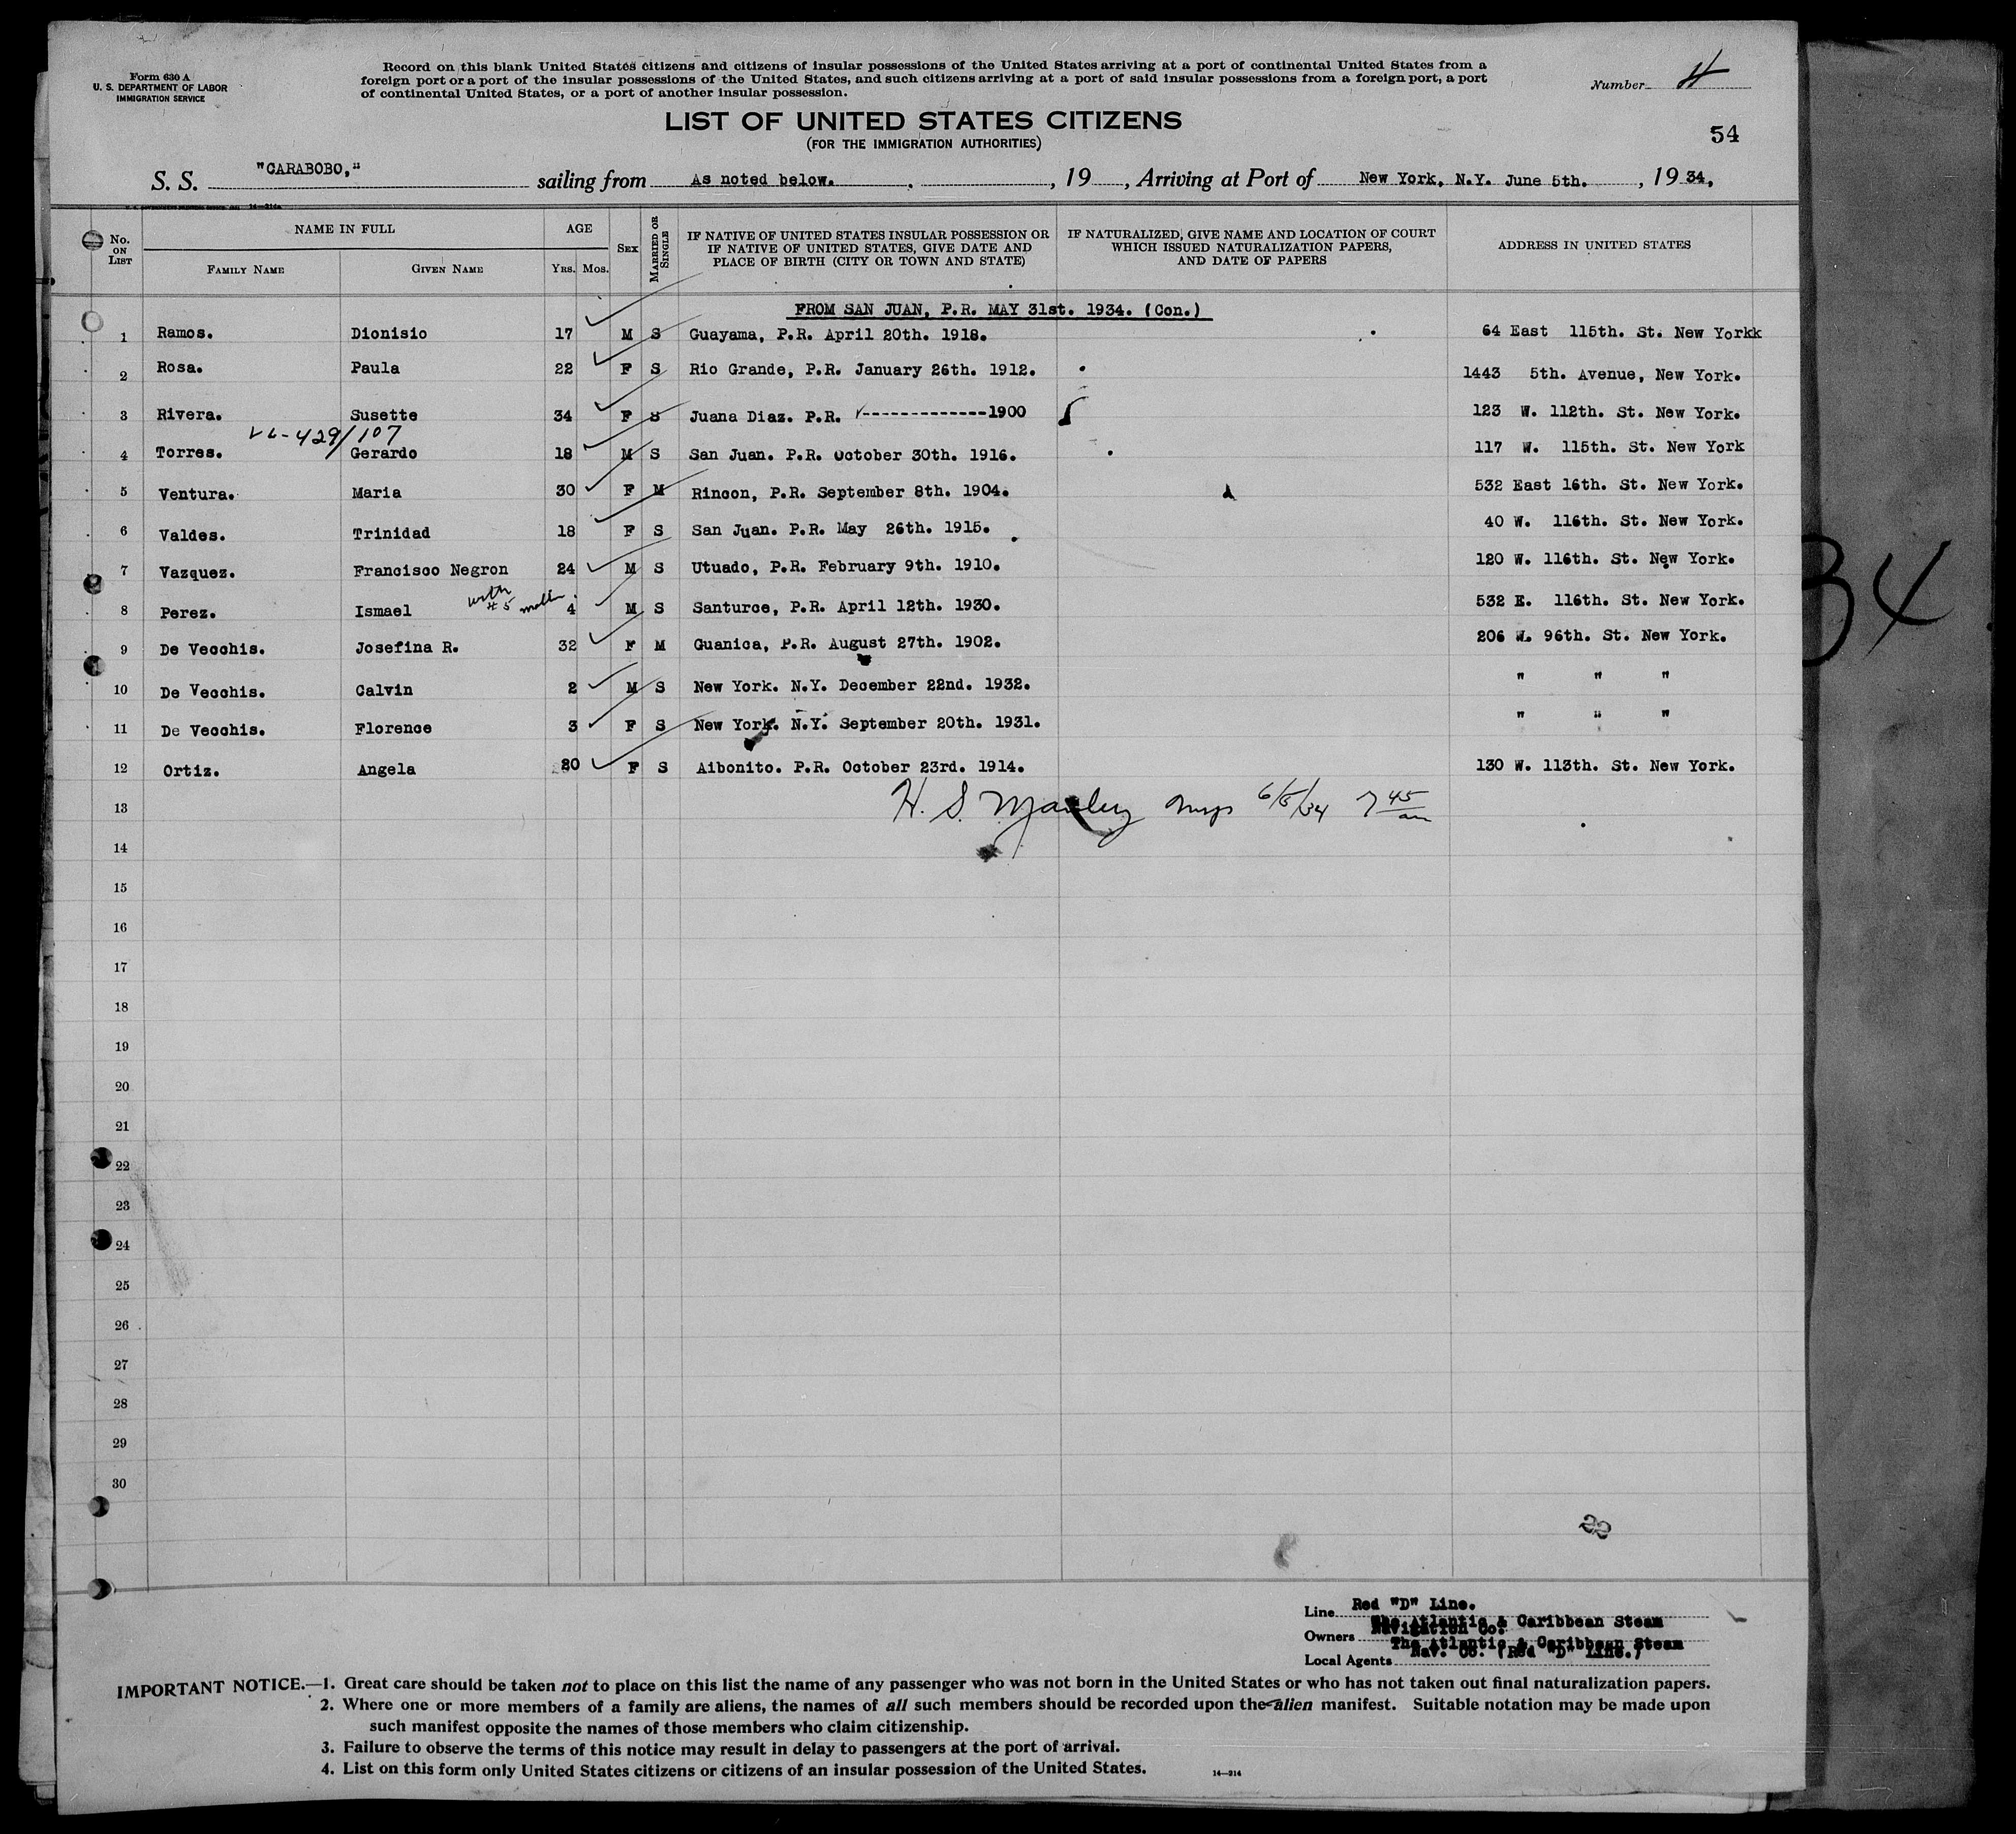 Form 630 A
U. S. DEPARTMENT OF LABOR
IMMIGRATION SERVICE
Record on this blank United States citizens and citizens of insular possessions of the United States arriving at a port of continental United States from a
foreign port or a port of the insular possessions of the United States, and such citizens arriving at a port of said insular possessions from a foreign port, a port
of continental United States, or a port of another insular possession.
Number 4
LIST OF UNITED STATES CITIZENS
(FOR THE IMMIGRATION AUTHORITIES)
54
S. S. "CARABOBO," sailing from As noted below. , 19 , Arriving at Port of New York, N.Y. June 5th. , 19 34,
No. ON LIST
NAME IN FULL
FAMILY NAME GIVEN NAME
AGE
YRS. MOS.
SEX
MARRIED OR SINGLE
IF NATIVE OF UNITED STATES INSULAR POSSESSION OR
IF NATIVE OF UNITED STATES, GIVE DATE AND
PLACE OF BIRTH (CITY OR TOWN AND STATE)
IF NATURALIZED, GIVE NAME AND LOCATION OF COURT
WHICH ISSUED NATURALIZATION PAPERS,
AND DATE OF PAPERS
ADDRESS IN UNITED STATES
FROM SAN JUAN, P.R. MAY 31st. 1934. (Con.)
1 Ramos. Dionisio 17 M S Guayama, P.R. April 20th. 1918. 64 East 115th. St. New Yorkk
2 Rosa. Paula 22 F S Rio Grande, P.R. January 26th. 1912. 1443 5th. Avenue, New York.
3 Rivera. Susette 34 F S Juana Diaz. P.R. -------------1900 123 W. 112th. St. New York.
429/107
4 Torres. Gerardo 18 M S San Juan. P.R. October 30th. 1916. 117 W. 115th. St. New York
5 Ventura. Maria 30 F M Rincon, P.R. September 8th. 1904. 532 East 16th. St. New York.
6 Valdes. Trinidad 18 F S San Juan. P.R. May 26th. 1915. 40 W. 116th. St. New York.
7 Vazquez. Francisco Negron 24 M S Utuado, P.R. February 9th. 1910. 120 W. 116th. St. New York.
8 Perez. Ismael with #5 mother 4 M S Santurce, P.R. April 12th. 1930. 532 E. 116th. St. New York.
9 De Vecchis. Josefina R. 32 F M Guanica, P.R. August 27th. 1902. 206 W. 96th. St. New York.
10 De Vecchis. Calvin 2 M S New York. N.Y. December 22nd. 1932. " " "
11 De Vecchis. Florence 3 F S New York. N.Y. September 20th. 1931. " " "
12 Ortiz. Angela 20 F S Aibonito. P.R. October 23rd. 1914. 130 W. 113th. St. New York.
13 H. S. Manley 6/5/34 7 45 am
14
15
16
17
18
19
20
21
22
23
24
25
26
27
28
29
30
22
34
Line Red "D" Line.
The Atlantic & Caribbean Steam
Owners Navigation Co.
The Atlantic & Caribbean Steam
Local Agents Nav. Co. (Red "D" Line.)
IMPORTANT NOTICE.—1. Great care should be taken not to place on this list the name of any passenger who was not born in the United States or who has not taken out final naturalization papers.
2. Where one or more members of a family are aliens, the names of all such members should be recorded upon the alien manifest. Suitable notation may be made upon
such manifest opposite the names of those members who claim citizenship.
3. Failure to observe the terms of this notice may result in delay to passengers at the port of arrival.
4. List on this form only United States citizens or citizens of an insular possession of the United States.
14—214